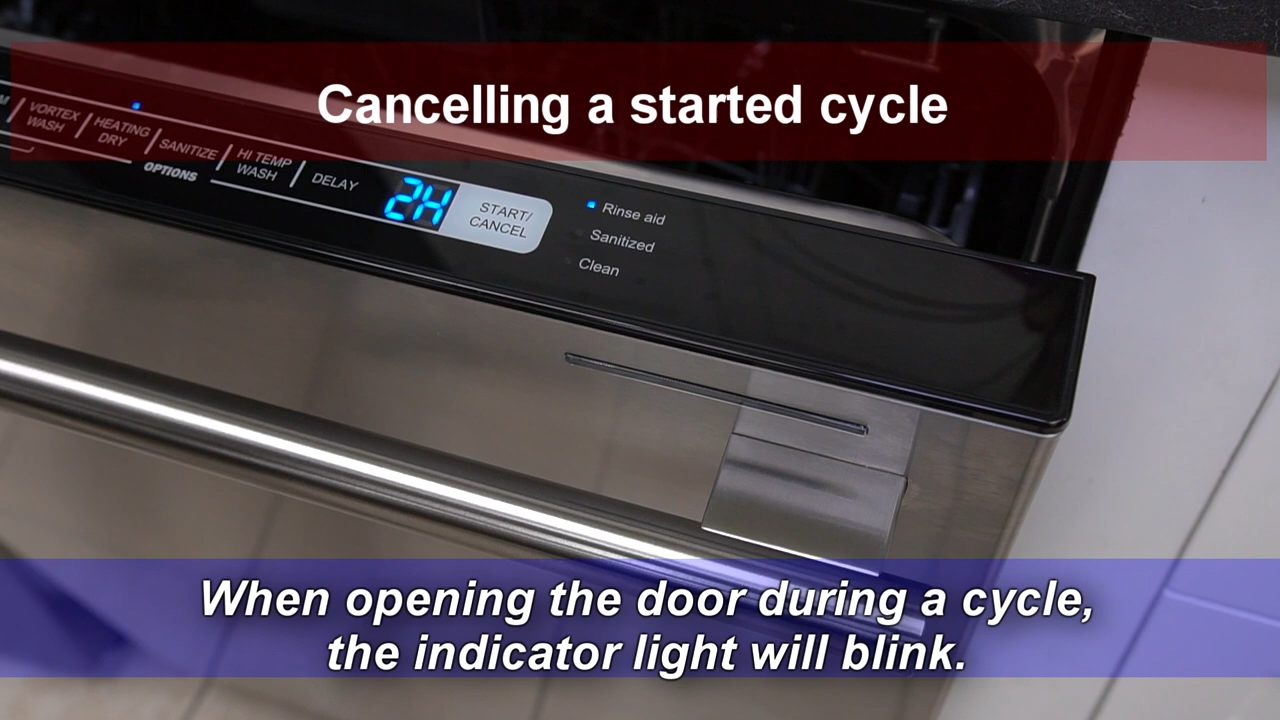 Cancelling a started cycle
VORTEX
WASH
HEATING
DRY
SANITIZE
HI TEMP
WASH
DELAY
OPTIONS
2H
START/
CANCEL
Rinse aid
Sanitized
Clean
When opening the door during a cycle,
the indicator light will blink.